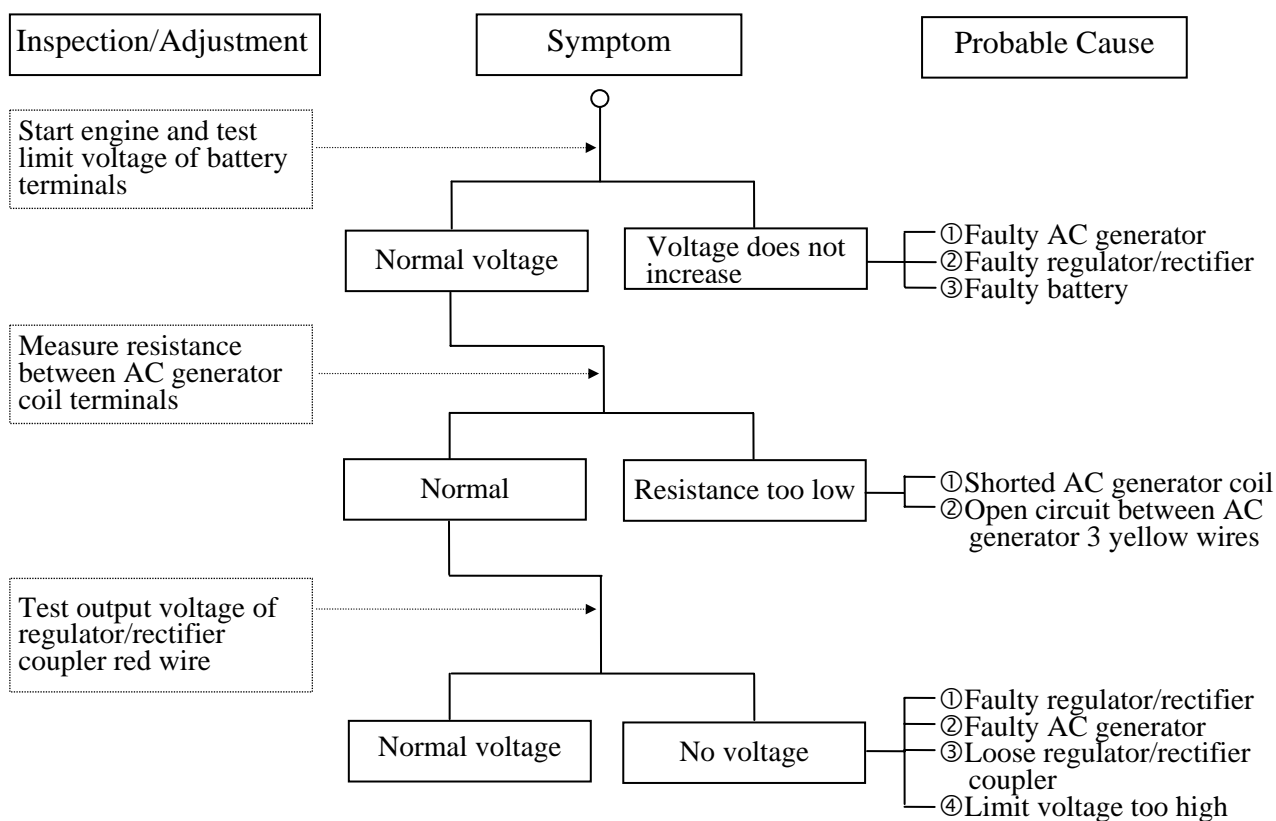 Inspection/Adjustment
Symptom
Probable Cause
Start engine and test
limit voltage of battery
terminals
Normal voltage
Voltage does not
increase
①Faulty AC generator
②Faulty regulator/rectifier
③Faulty battery
Measure resistance
between AC generator
coil terminals
Normal
Resistance too low
①Shorted AC generator coil
②Open circuit between AC
generator 3 yellow wires
Test output voltage of
regulator/rectifier
coupler red wire
Normal voltage
No voltage
①Faulty regulator/rectifier
②Faulty AC generator
③Loose regulator/rectifier
coupler
④Limit voltage too high